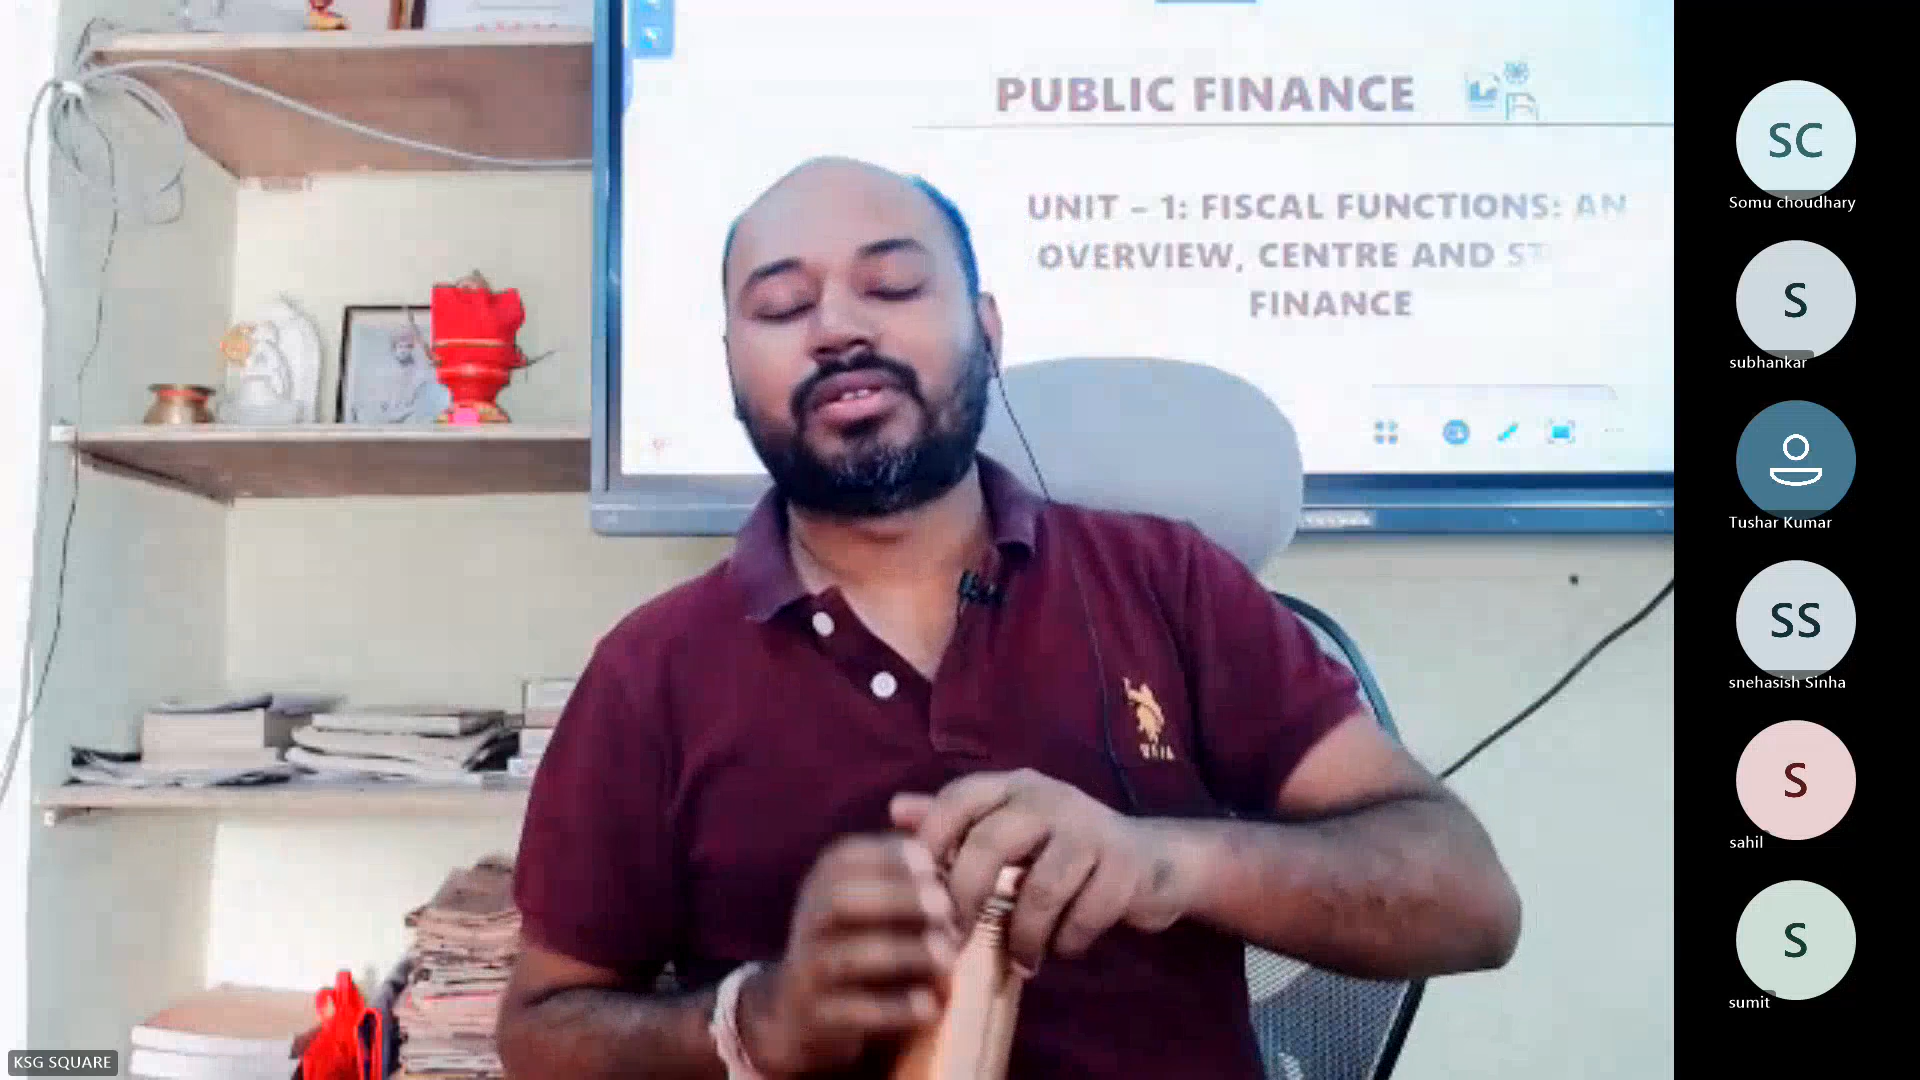 PUBLIC FINANCE
UNIT – 1: FISCAL FUNCTIONS: AN
OVERVIEW, CENTRE AND
FINANCE
SC
Somu choudhary
S
subhankar
Tushar Kumar
SS
snehasish Sinha
S
sahil
S
sumit
KSG SQUARE